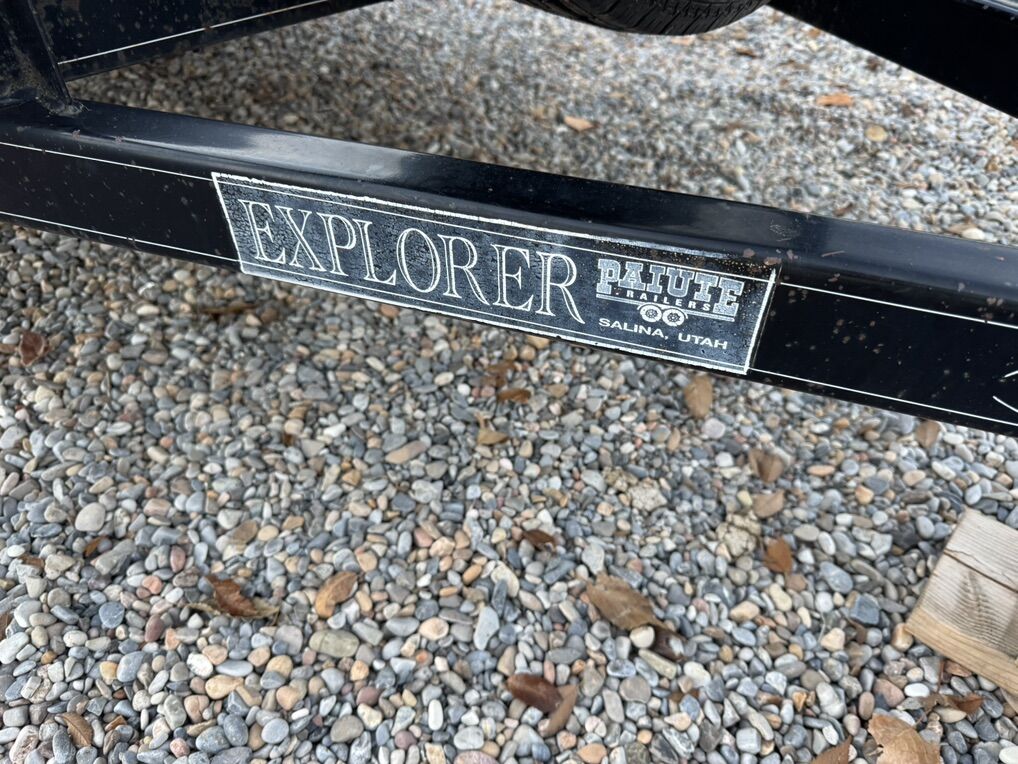 EXPLORER
PAIUTE
TRAILERS
SALINA, UTAH